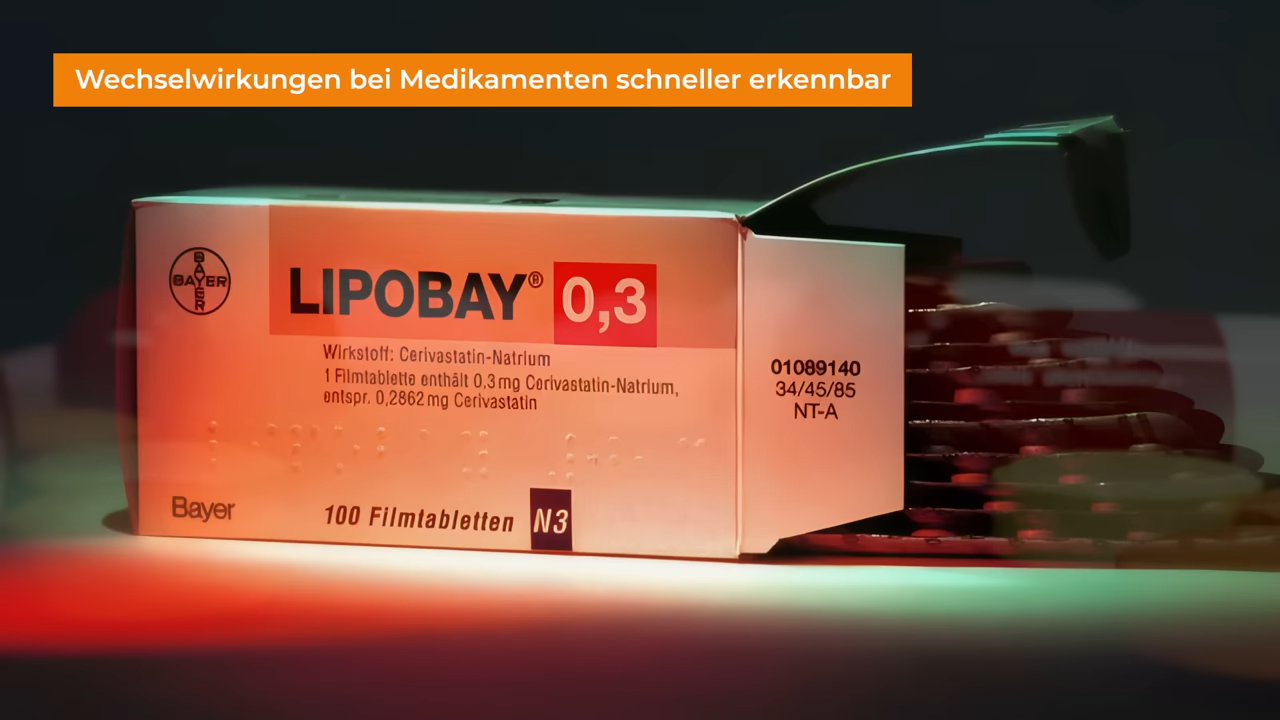 Wechselwirkungen bei Medikamenten schneller erkennbar
BAYER
BAYER
LIPOBAY® 0,3
Wirkstoff: Cerivastatin-Natrium
1 Filmtablette enthält 0,3 mg Cerivastatin-Natrium,
entspr. 0,2862 mg Cerivastatin
01089140
34/45/85
NT-A
Bayer
100 Filmtabletten N3